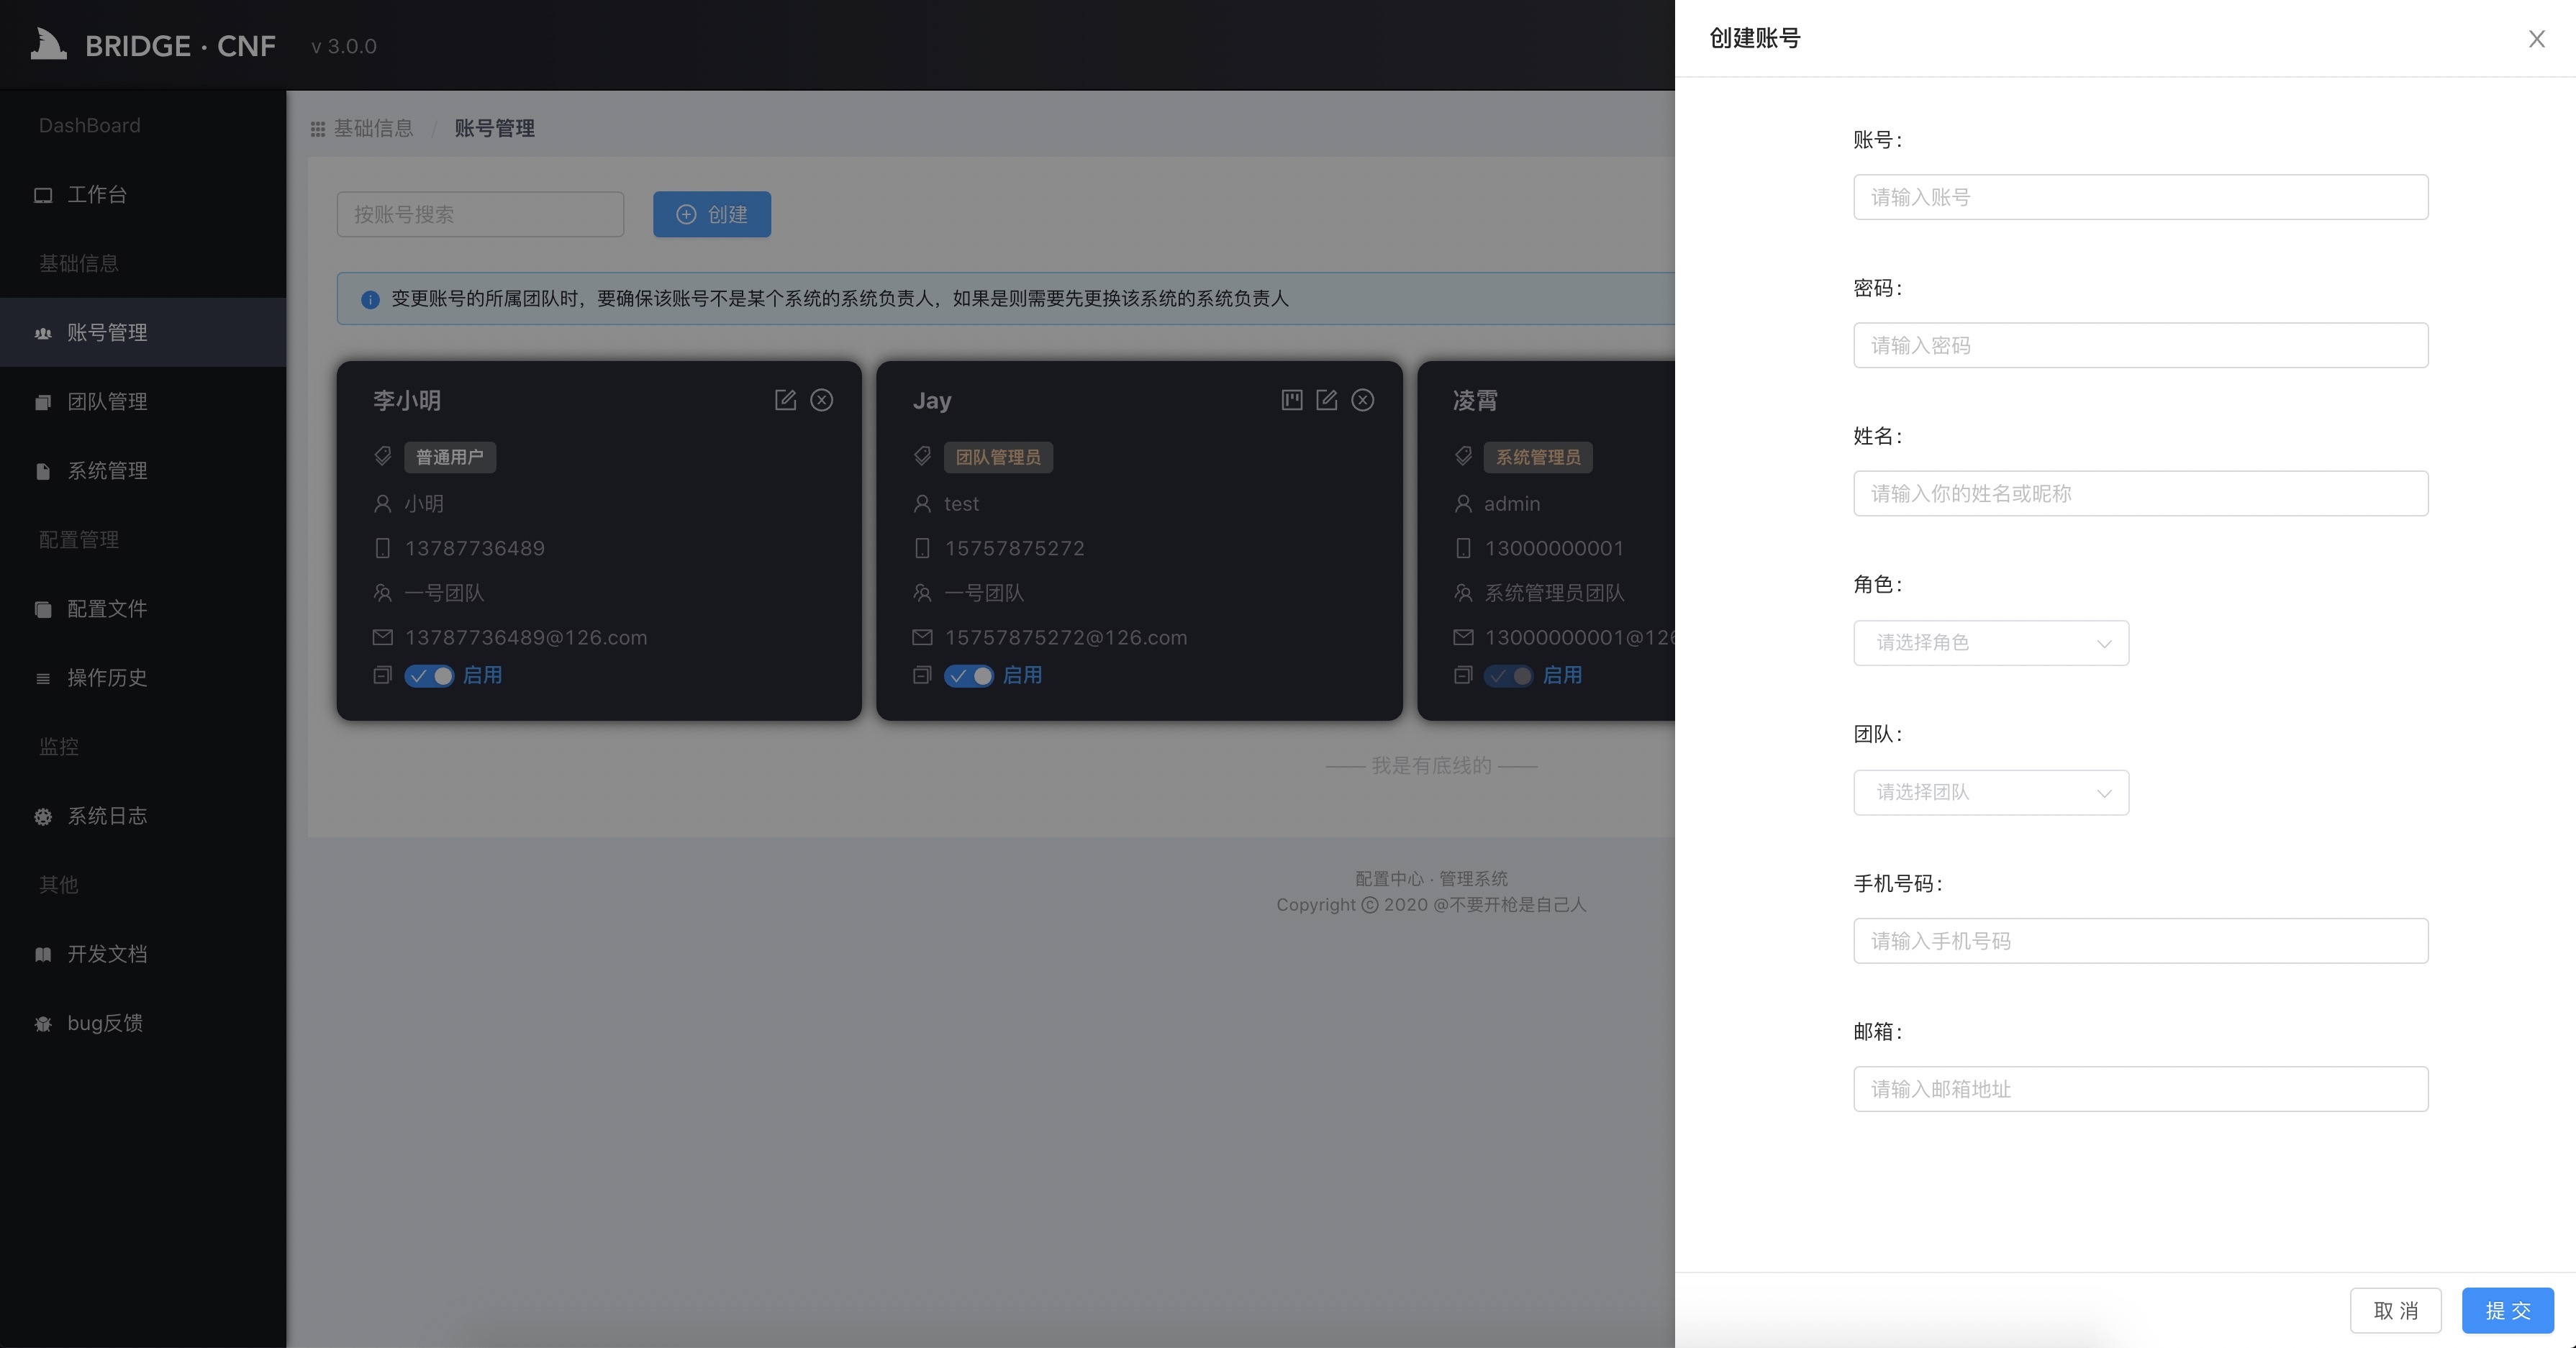 BRIDGE · CNF v 3.0.0
DashBoard
工作台
基础信息
账号管理
团队管理
系统管理
配置管理
配置文件
操作历史
监控
系统日志
其他
开发文档
bug反馈
基础信息 / 账号管理
按账号搜索
创建
变更账号的所属团队时，要确保该账号不是某个系统的系统负责人，如果是则需要先更换该系统的系统负责人
李小明
普通用户
小明
13787736489
一号团队
13787736489@126.com
启用
Jay
团队管理员
test
15757875272
一号团队
15757875272@126.com
启用
凌霄
系统管理员
admin
13000000001
系统管理员团队
13000000001@126
启用
—— 我是有底线的 ——
配置中心 · 管理系统
Copyright © 2020 @不要开枪是自己人
创建账号
账号:
请输入账号
密码:
请输入密码
姓名:
请输入你的姓名或昵称
角色:
请选择角色
团队:
请选择团队
手机号码:
请输入手机号码
邮箱:
请输入邮箱地址
取 消
提 交